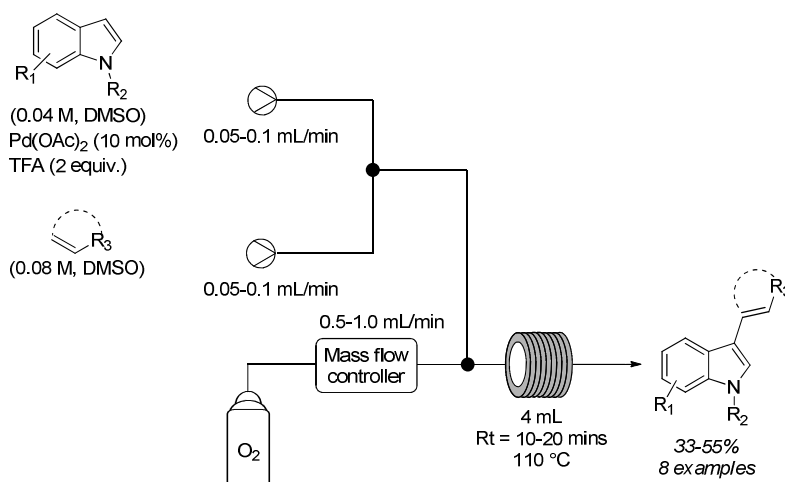 R1
N
R2
(0.04 M, DMSO)
Pd(OAc)2 (10 mol%)
TFA (2 equiv.)
0.05-0.1 mL/min
R3
(0.08 M, DMSO)
0.05-0.1 mL/min
0.5-1.0 mL/min
Mass flow
controller
O2
4 mL
Rt = 10-20 mins
110 °C
R3
R1
N
R2
33-55%
8 examples